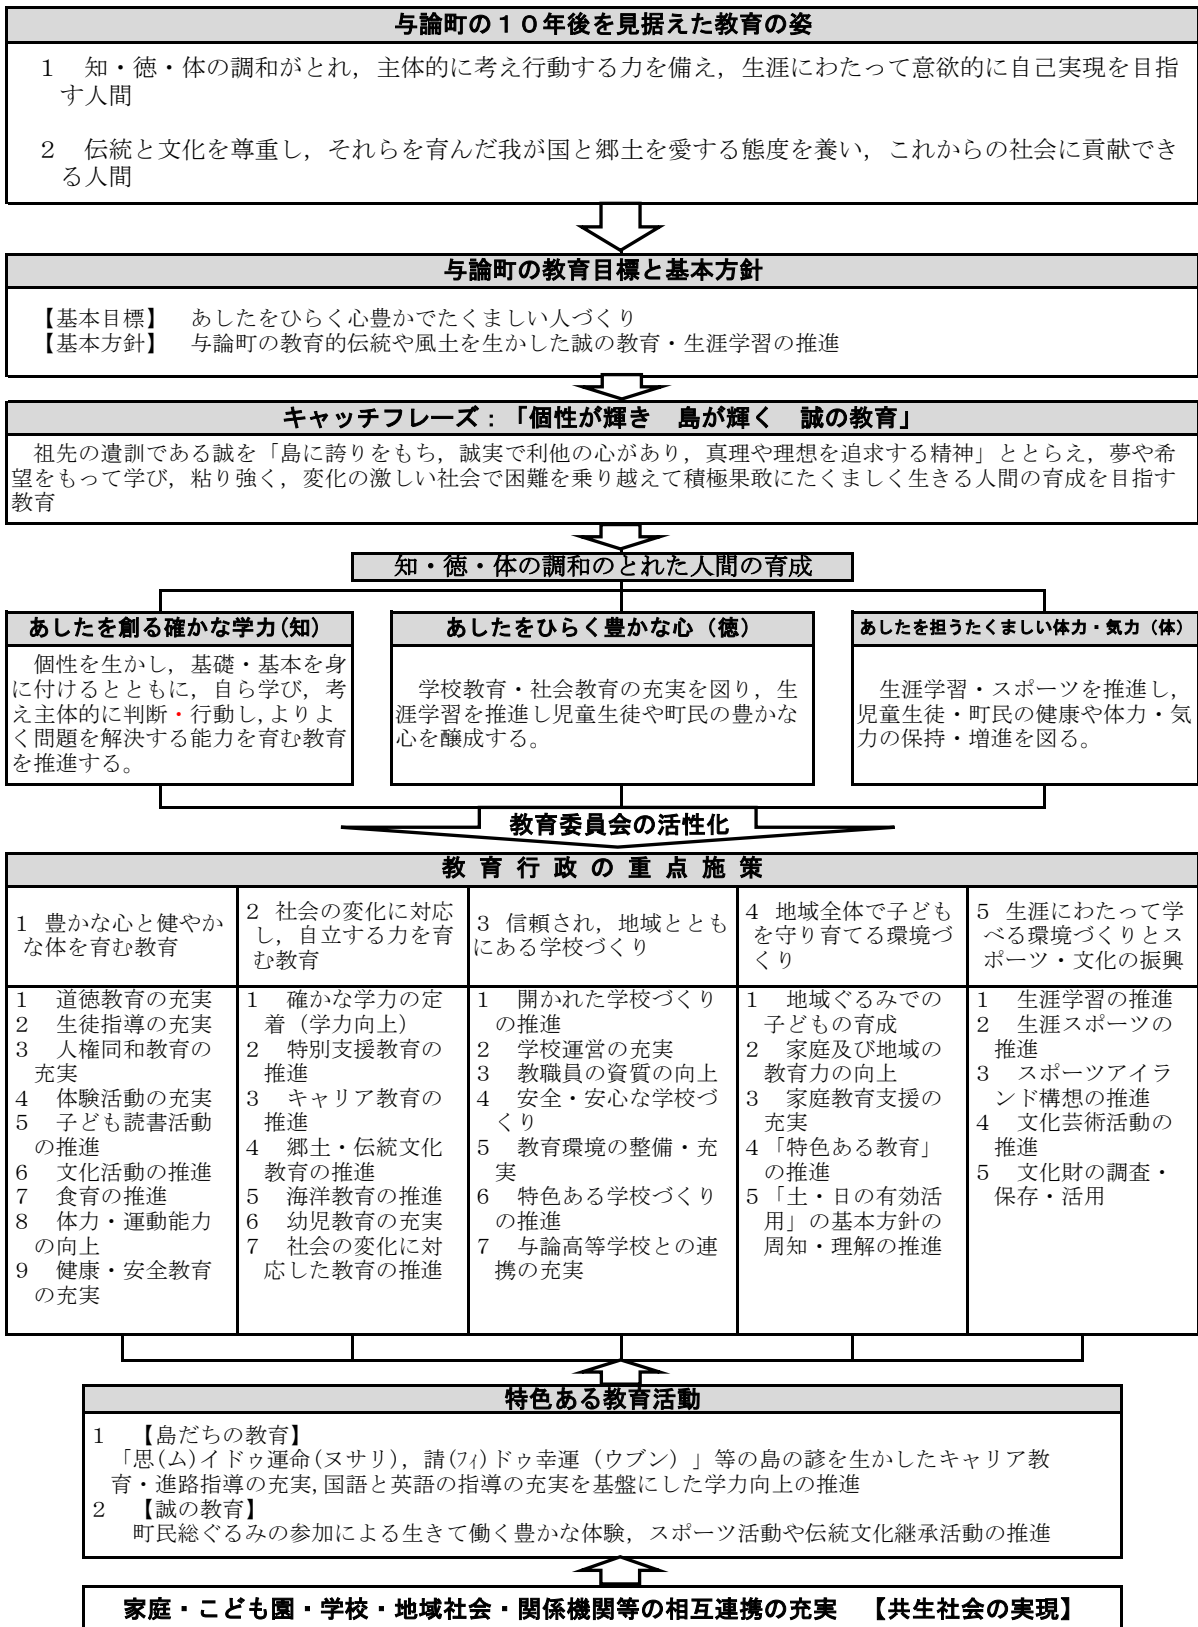 与論町の１０年後を見据えた教育の姿
１　知・徳・体の調和がとれ，主体的に考え行動する力を備え，生涯にわたって意欲的に自己実現を目指
す人間
２　伝統と文化を尊重し，それらを育んだ我が国と郷土を愛する態度を養い，これからの社会に貢献でき
る人間
与論町の教育目標と基本方針
【基本目標】　あしたをひらく心豊かでたくましい人づくり
【基本方針】　与論町の教育的伝統や風土を生かした誠の教育・生涯学習の推進
キャッチフレーズ：「個性が輝き　島が輝く　誠の教育」
祖先の遺訓である誠を「島に誇りをもち，誠実で利他の心があり，真理や理想を追求する精神」ととらえ，夢や希
望をもって学び，粘り強く，変化の激しい社会で困難を乗り越えて積極果敢にたくましく生きる人間の育成を目指す
教育
知・徳・体の調和のとれた人間の育成
あしたを創る確かな学力(知)
個性を生かし，基礎・基本を身
に付けるとともに，自ら学び，考
え主体的に判断・行動し,よりよ
く問題を解決する能力を育む教育
を推進する。
あしたをひらく豊かな心（徳）
学校教育・社会教育の充実を図り，生
涯学習を推進し児童生徒や町民の豊かな
心を醸成する。
あしたを担うたくましい体力・気力（体）
生涯学習・スポーツを推進し，
児童生徒・町民の健康や体力・気
力の保持・増進を図る。
教育委員会の活性化
教 育 行 政 の 重 点 施 策
１ 豊かな心と健やか
な体を育む教育
１　道徳教育の充実
２　生徒指導の充実
３　人権同和教育の
充実
４　体験活動の充実
５　子ども読書活動
の推進
６　文化活動の推進
７　食育の推進
８　体力・運動能力
の向上
９　健康・安全教育
の充実
２ 社会の変化に対応
し，自立する力を育
む教育
１　確かな学力の定
着（学力向上）
２　特別支援教育の
推進
３　キャリア教育の
推進
４　郷土・伝統文化
教育の推進
５　海洋教育の推進
６　幼児教育の充実
７　社会の変化に対
応した教育の推進
３ 信頼され，地域ととも
にある学校づくり
１　開かれた学校づくり
の推進
２　学校運営の充実
３　教職員の資質の向上
４　安全・安心な学校づ
くり
５　教育環境の整備・充
実
６　特色ある学校づくり
の推進
７　与論高等学校との連
携の充実
４ 地域全体で子ども
を守り育てる環境づ
くり
１　地域ぐるみでの
子どもの育成
２　家庭及び地域の
教育力の向上
３　家庭教育支援の
充実
４「特色ある教育」
の推進
５「土・日の有効活
用」の基本方針の
周知・理解の推進
５ 生涯にわたって学
べる環境づくりとス
ポーツ・文化の振興
１　生涯学習の推進
２　生涯スポーツの
推進
３　スポーツアイラ
ンド構想の推進
４　文化芸術活動の
推進
５　文化財の調査・
保存・活用
特色ある教育活動
１　【島だちの教育】
「思(ム)イドゥ運命(ヌサリ)，請(フィ)ドゥ幸運（ウブン）」等の島の諺を生かしたキャリア教
育・進路指導の充実,国語と英語の指導の充実を基盤にした学力向上の推進
２　【誠の教育】
町民総ぐるみの参加による生きて働く豊かな体験，スポーツ活動や伝統文化継承活動の推進
家庭・こども園・学校・地域社会・関係機関等の相互連携の充実　【共生社会の実現】